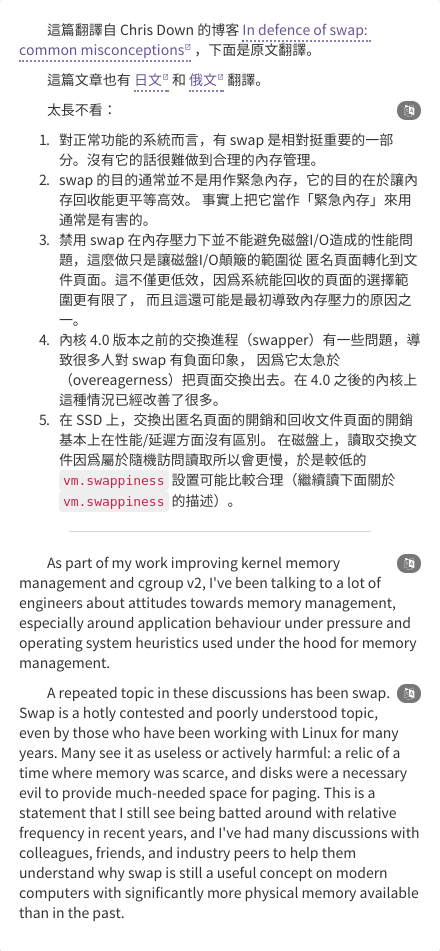 這篇翻譯自 Chris Down 的博客 In defence of swap:
common misconceptions ，下面是原文翻譯。
這篇文章也有 日文 和 俄文 翻譯。
太長不看：
1. 對正常功能的系統而言，有 swap 是相對挺重要的一部
分。沒有它的話很難做到合理的內存管理。
2. swap 的目的通常並不是用作緊急內存，它的目的在於讓內
存回收能更平等高效。 事實上把它當作「緊急內存」來用
通常是有害的。
3. 禁用 swap 在內存壓力下並不能避免磁盤I/O造成的性能問
題，這麼做只是讓磁盤I/O顛簸的範圍從 匿名頁面轉化到文
件頁面。這不僅更低效，因爲系統能回收的頁面的選擇範
圍更有限了， 而且這還可能是最初導致內存壓力的原因之
一。
4. 內核 4.0 版本之前的交換進程（swapper）有一些問題，導
致很多人對 swap 有負面印象， 因爲它太急於
（overeagerness）把頁面交換出去。在 4.0 之後的內核上
這種情況已經改善了很多。
5. 在 SSD 上，交換出匿名頁面的開銷和回收文件頁面的開銷
基本上在性能/延遲方面沒有區別。 在磁盤上，讀取交換文
件因爲屬於隨機訪問讀取所以會更慢，於是較低的
vm.swappiness 設置可能比較合理（繼續讀下面關於
vm.swappiness 的描述）。
As part of my work improving kernel memory
management and cgroup v2, I've been talking to a lot of
engineers about attitudes towards memory management,
especially around application behaviour under pressure and
operating system heuristics used under the hood for memory
management.
A repeated topic in these discussions has been swap.
Swap is a hotly contested and poorly understood topic,
even by those who have been working with Linux for many
years. Many see it as useless or actively harmful: a relic of a
time where memory was scarce, and disks were a necessary
evil to provide much-needed space for paging. This is a
statement that I still see being batted around with relative
frequency in recent years, and I've had many discussions with
colleagues, friends, and industry peers to help them
understand why swap is still a useful concept on modern
computers with significantly more physical memory available
than in the past.